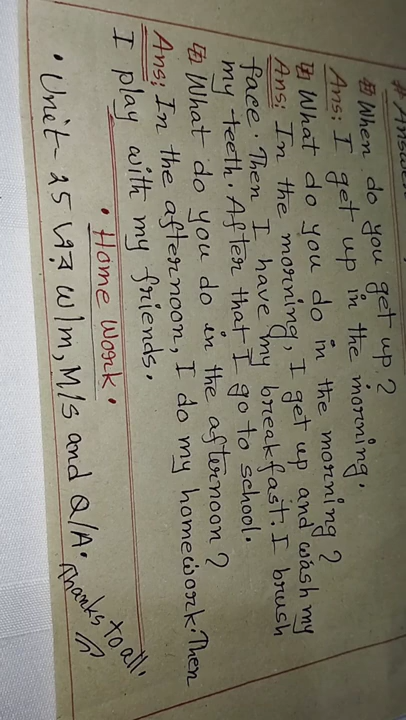 # Answer
When do you get up?
Ans: I get up in the morning.
What do you do in the morning?
Ans: In the morning, I get up and wash my
face. Then I have my breakfast. I brush
my teeth. After that I go to school.
What do you do in the afternoon?
Ans: In the afternoon, I do my homework. Then
I play with my friends.
• Home Work •
• Unit-25 এর w/m, M/s and Q/A.
Thanks to all.